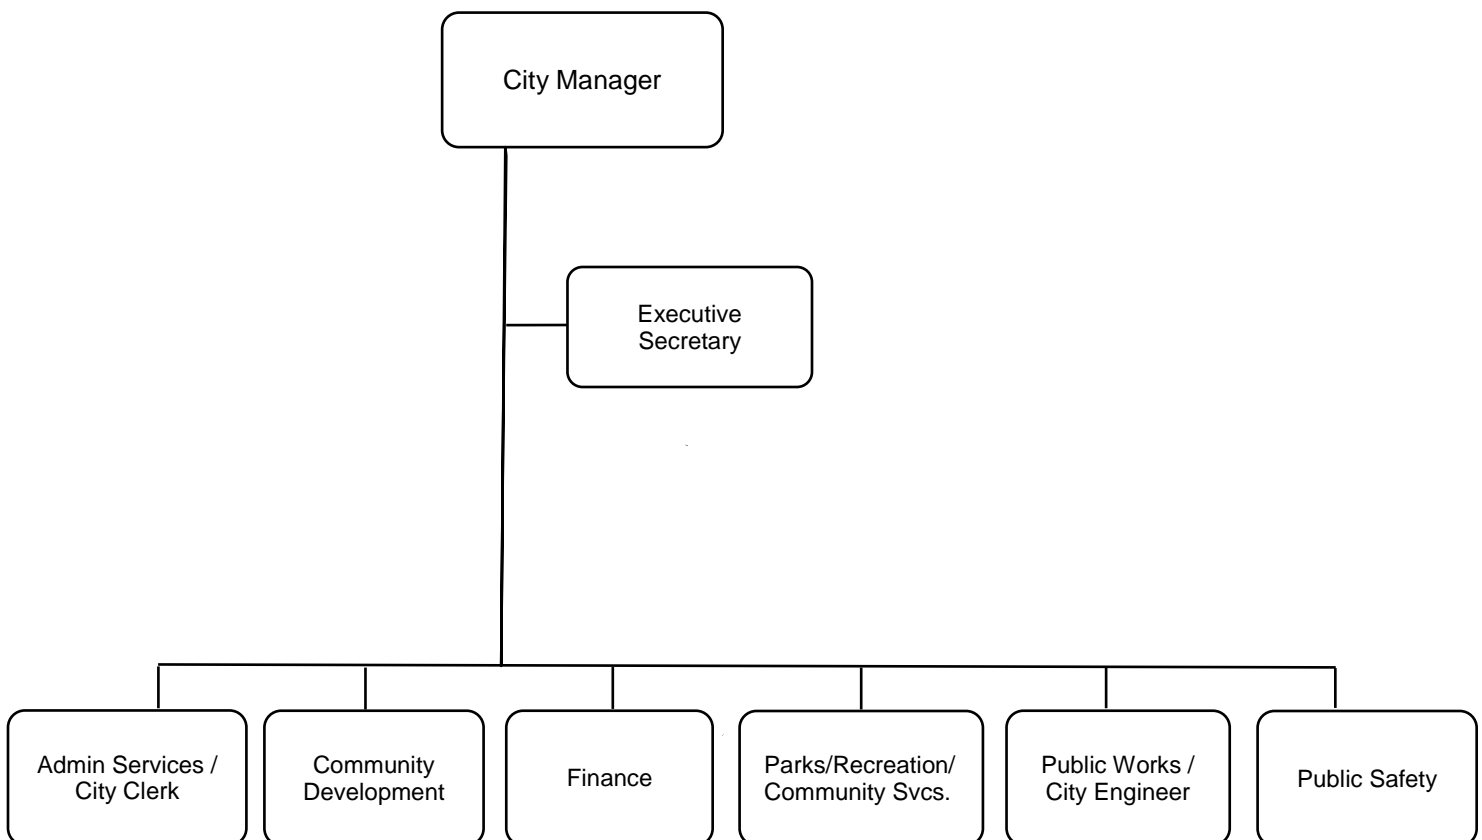 City Manager
Executive
Secretary
Admin Services /
City Clerk
Community
Development
Finance
Parks/Recreation/
Community Svcs.
Public Works /
City Engineer
Public Safety